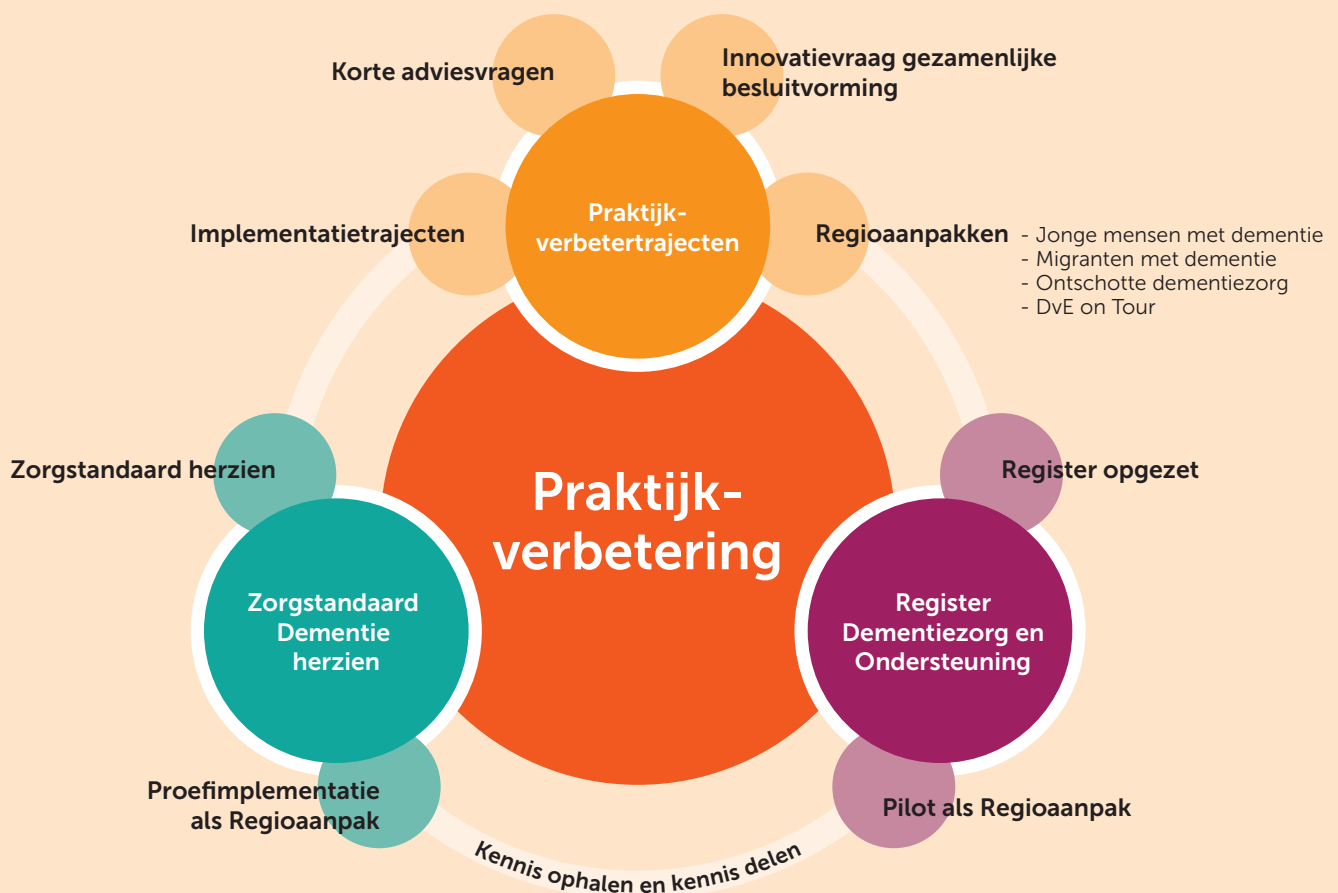 Korte adviesvragen
Innovatievraag gezamenlijke
besluitvorming
Praktijk-
verbetertrajecten
Implementatietrajecten
Regioaanpakken
- Jonge mensen met dementie
- Migranten met dementie
- Ontschotte dementiezorg
- DvE on Tour
Zorgstandaard herzien
Register opgezet
Praktijk-
verbetering
Zorgstandaard
Dementie
herzien
Register
Dementiezorg en
Ondersteuning
Proefimplementatie
als Regioaanpak
Pilot als Regioaanpak
Kennis ophalen en kennis delen